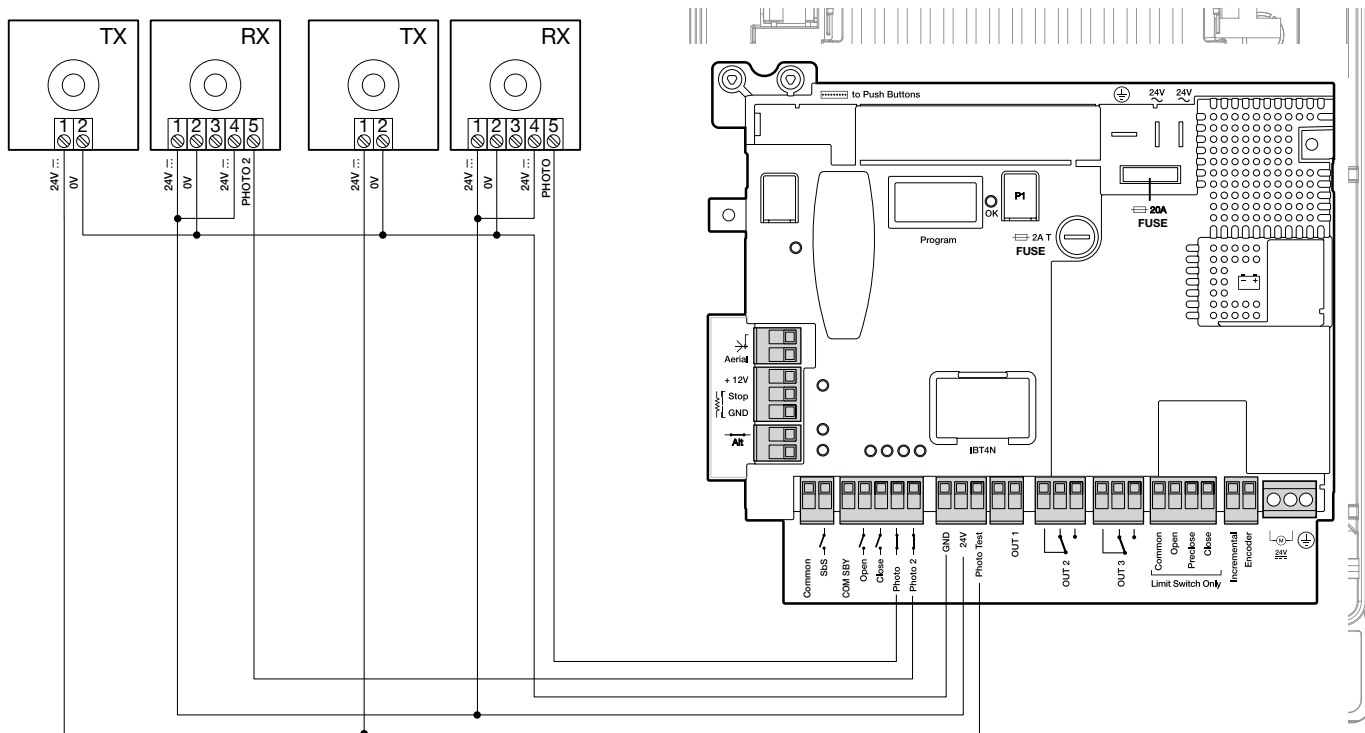 TX
RX
TX
RX
1 2
1 2 3 4 5
1 2
1 2 3 4 5
24V
0V
24V
0V
24V
PHOTO 2
24V
0V
24V
0V
24V
PHOTO
to Push Buttons
24V 24V
P1
OK
Program
20A
FUSE
2A T
FUSE
- +
Aerial
+ 12V
Stop
GND
Alt
IBT4N
Common
SbS
COM SBY
Open
Close
Photo
Photo 2
GND
24V
Photo Test
OUT 1
OUT 2
OUT 3
Common
Open
Preclose
Close
Limit Switch Only
Incremental
Encoder
M
24V